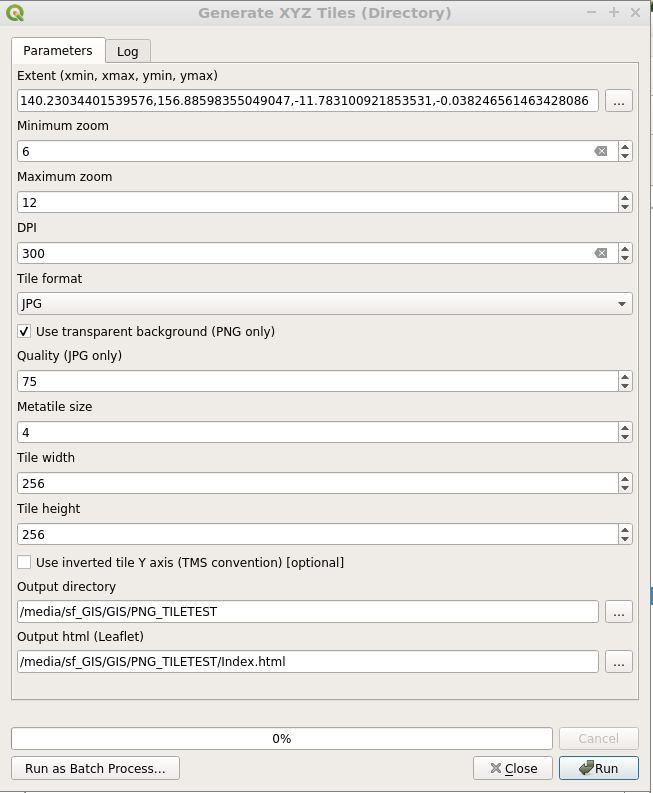 Generate XYZ Tiles (Directory)
Parameters
Log
Extent (xmin, xmax, ymin, ymax)
140.23034401539576,156.88598355049047,-11.783100921853531,-0.038246561463428086
...
Minimum zoom
6
Maximum zoom
12
DPI
300
Tile format
JPG
Use transparent background (PNG only)
Quality (JPG only)
75
Metatile size
4
Tile width
256
Tile height
256
Use inverted tile Y axis (TMS convention) [optional]
Output directory
/media/sf_GIS/GIS/PNG_TILETEST
...
Output html (Leaflet)
/media/sf_GIS/GIS/PNG_TILETEST/Index.html
...
0%
Cancel
Run as Batch Process...
Close
Run